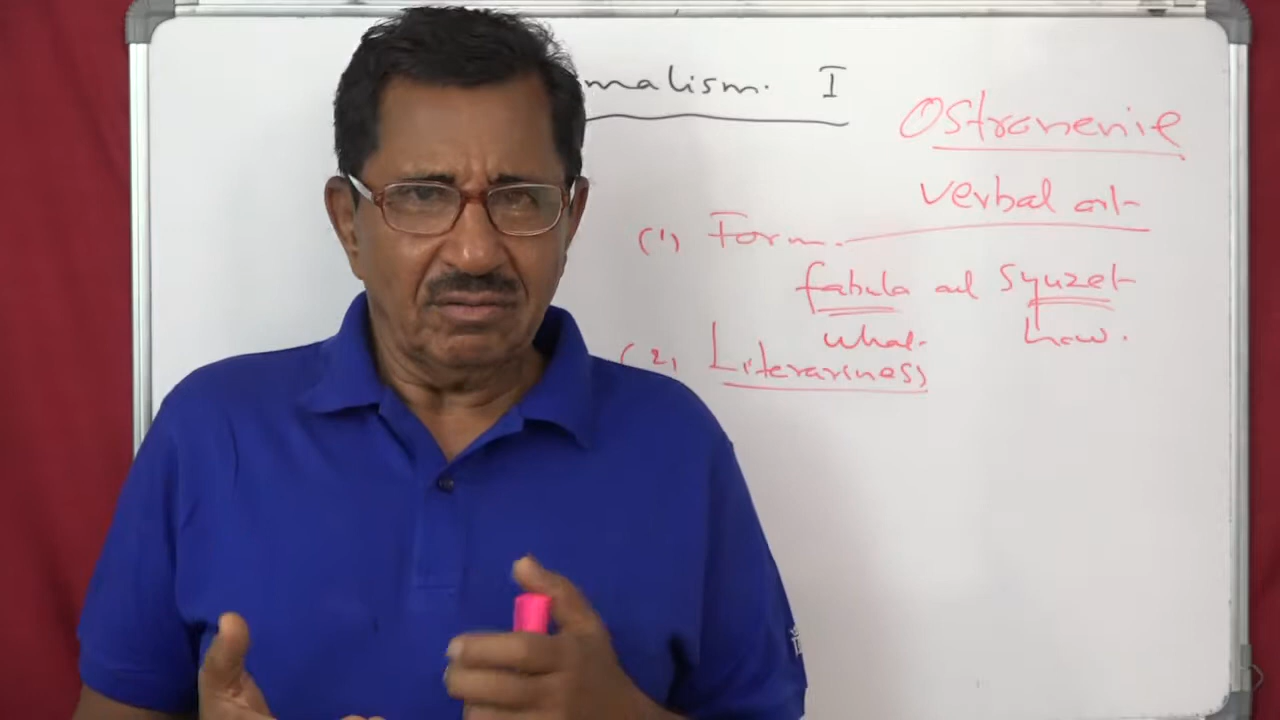 malism. I
Ostranenie
verbal art
(1) Form.
fabula and Syuzet
what. how.
(2) Literariness